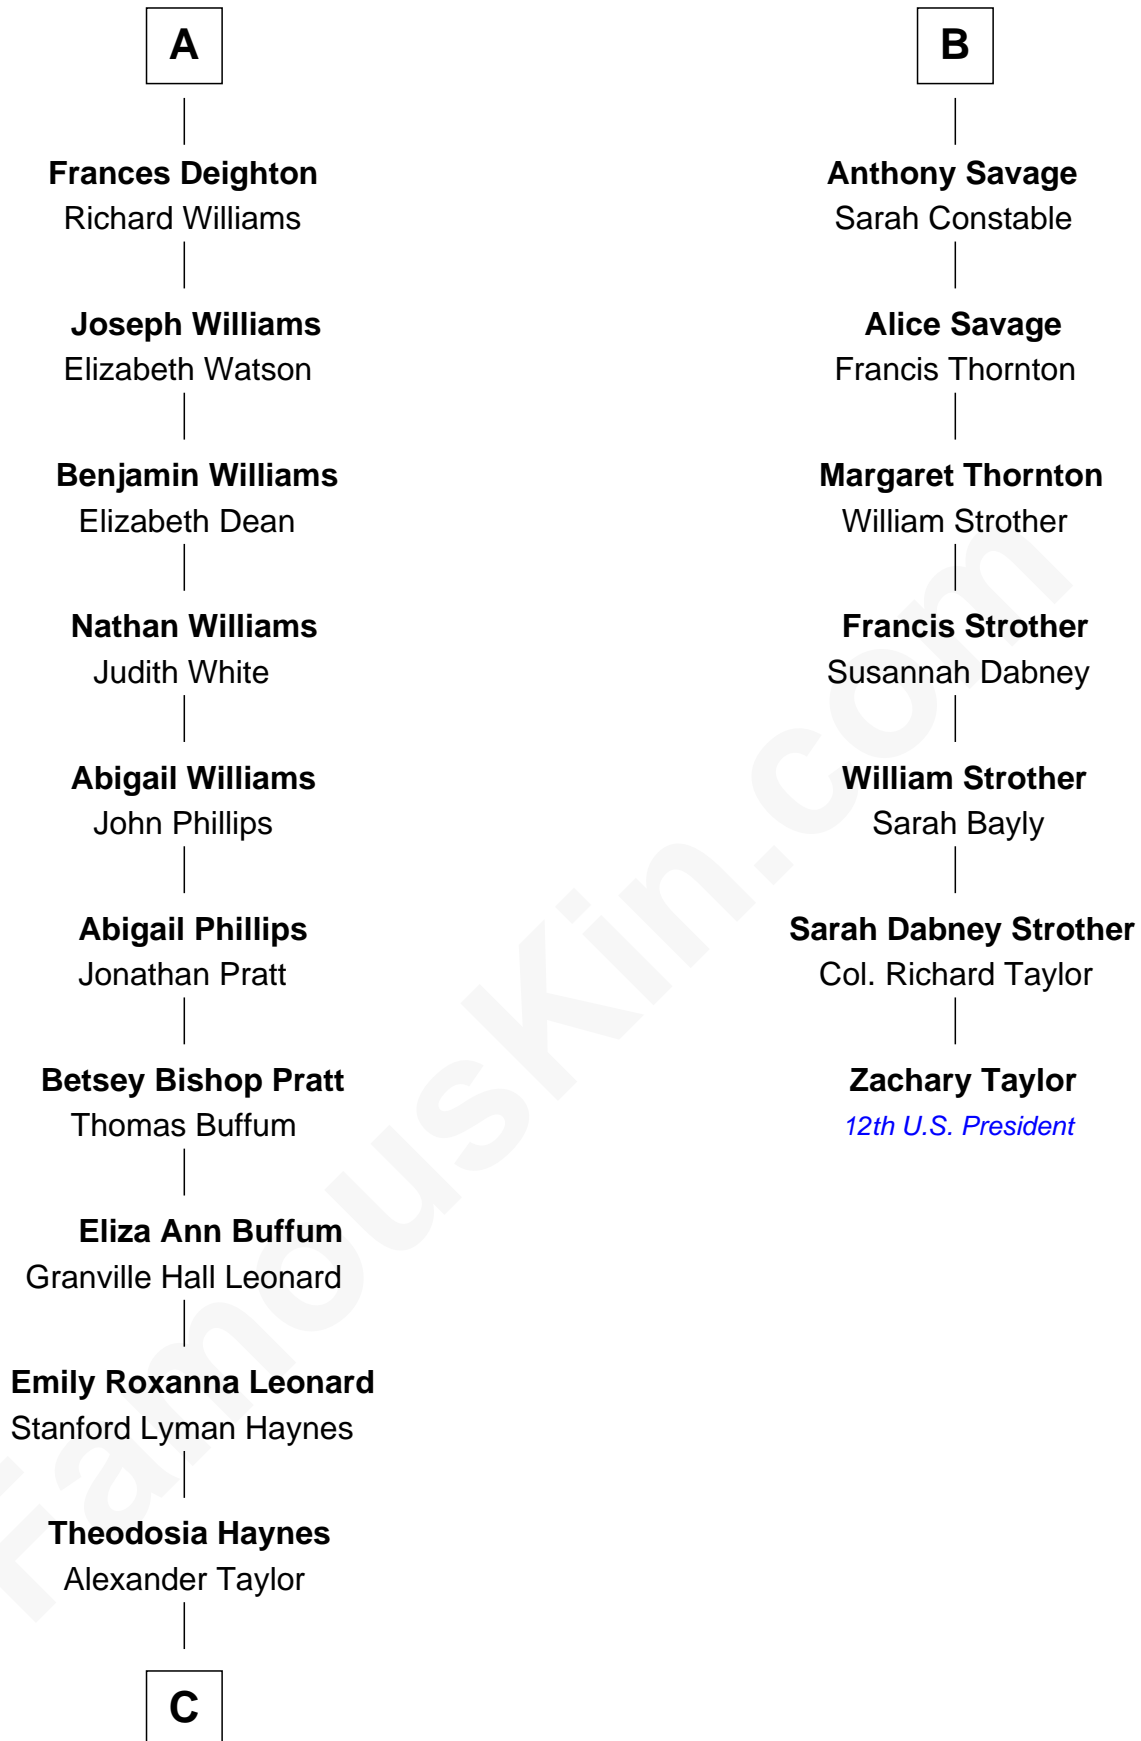 A
Frances Deighton
Richard Williams
Joseph Williams
Elizabeth Watson
Benjamin Williams
Elizabeth Dean
Nathan Williams
Judith White
Abigail Williams
John Phillips
Abigail Phillips
Jonathan Pratt
Betsey Bishop Pratt
Thomas Buffum
Eliza Ann Buffum
Granville Hall Leonard
Emily Roxanna Leonard
Stanford Lyman Haynes
Theodosia Haynes
Alexander Taylor
C
B
Anthony Savage
Sarah Constable
Alice Savage
Francis Thornton
Margaret Thornton
William Strother
Francis Strother
Susannah Dabney
William Strother
Sarah Bayly
Sarah Dabney Strother
Col. Richard Taylor
Zachary Taylor
12th U.S. President
FamousKin.com